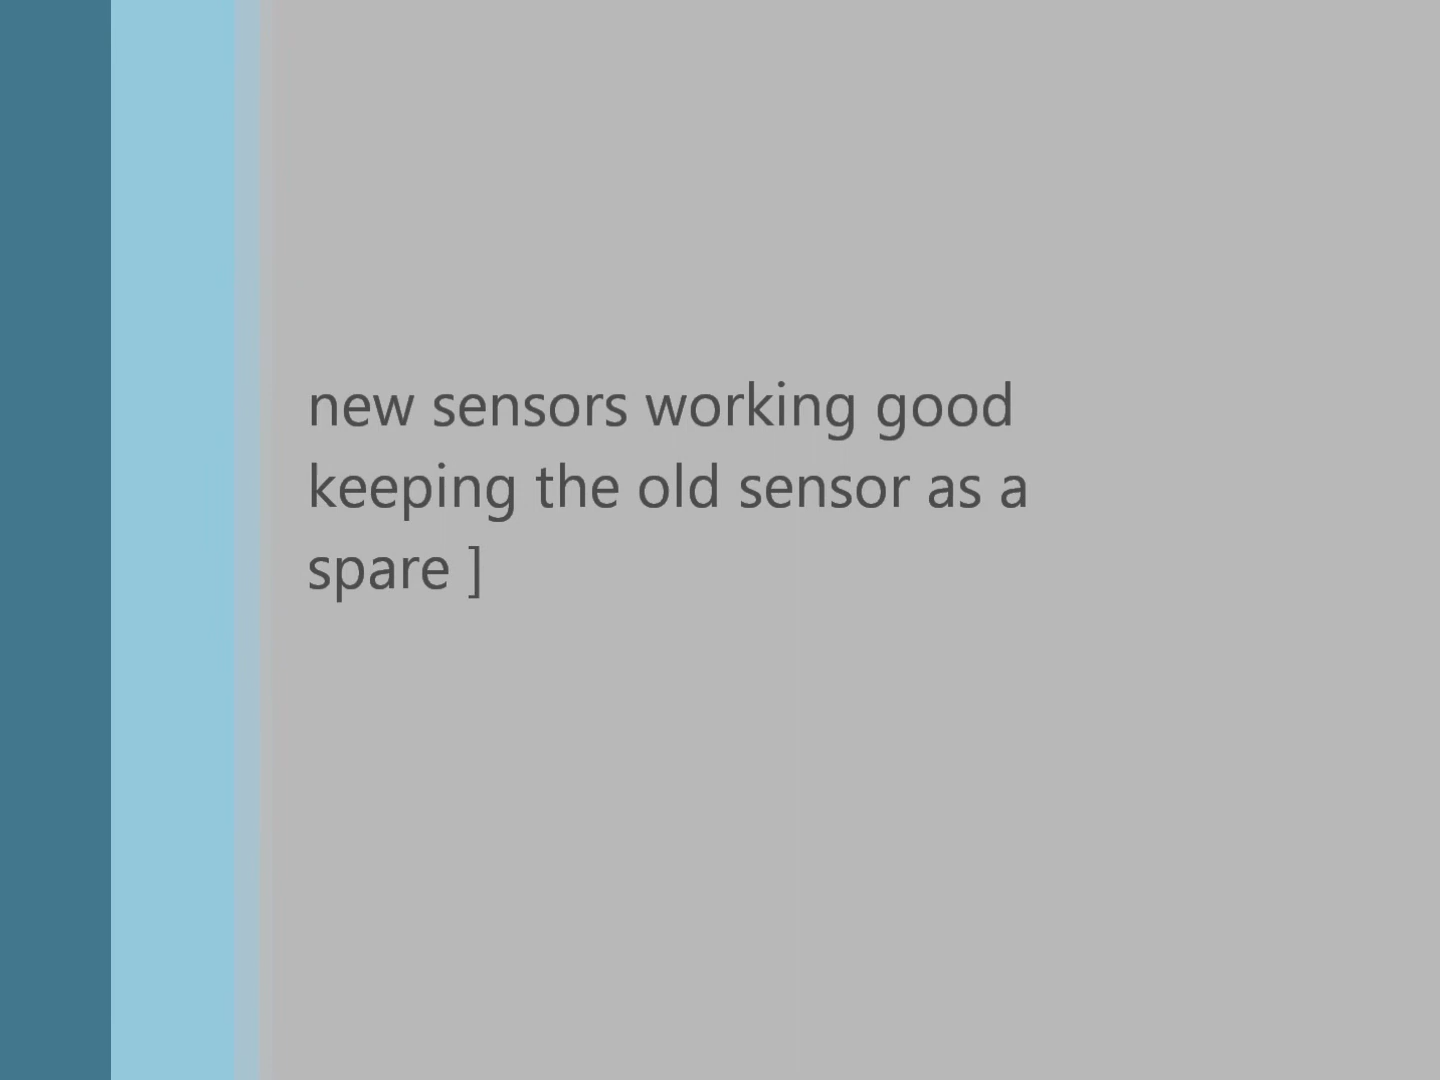 new sensors working good
keeping the old sensor as a
spare ]